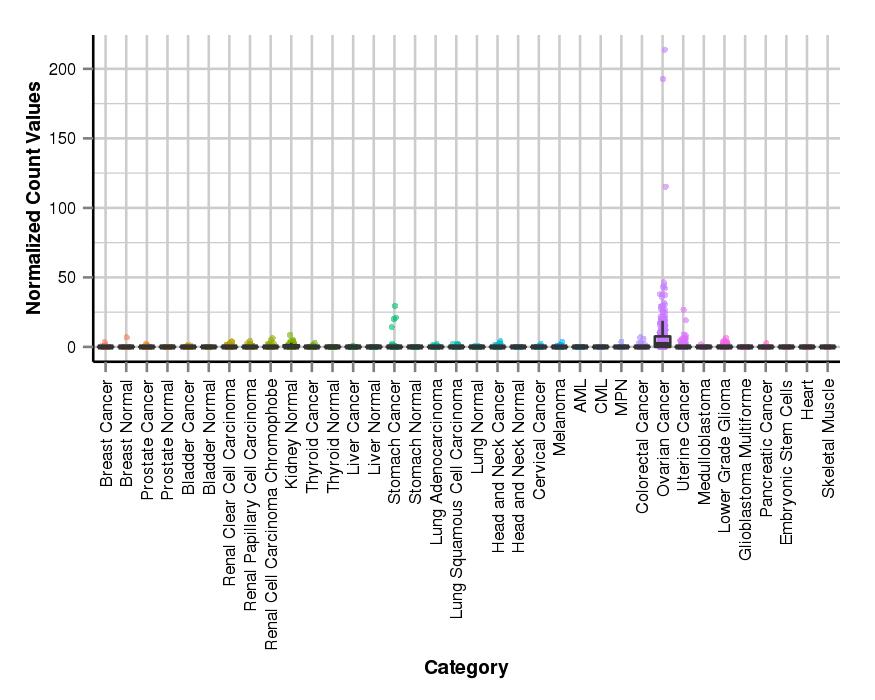 Normalized Count Values
200
150
100
50
0
Breast Cancer
Breast Normal
Prostate Cancer
Prostate Normal
Bladder Cancer
Bladder Normal
Renal Clear Cell Carcinoma
Renal Papillary Cell Carcinoma
Renal Cell Carcinoma Chromophobe
Kidney Normal
Thyroid Cancer
Thyroid Normal
Liver Cancer
Liver Normal
Stomach Cancer
Stomach Normal
Lung Adenocarcinoma
Lung Squamous Cell Carcinoma
Lung Normal
Head and Neck Cancer
Head and Neck Normal
Cervical Cancer
Melanoma
AML
CML
MPN
Colorectal Cancer
Ovarian Cancer
Uterine Cancer
Medulloblastoma
Lower Grade Glioma
Glioblastoma Multiforme
Pancreatic Cancer
Embryonic Stem Cells
Heart
Skeletal Muscle
Category